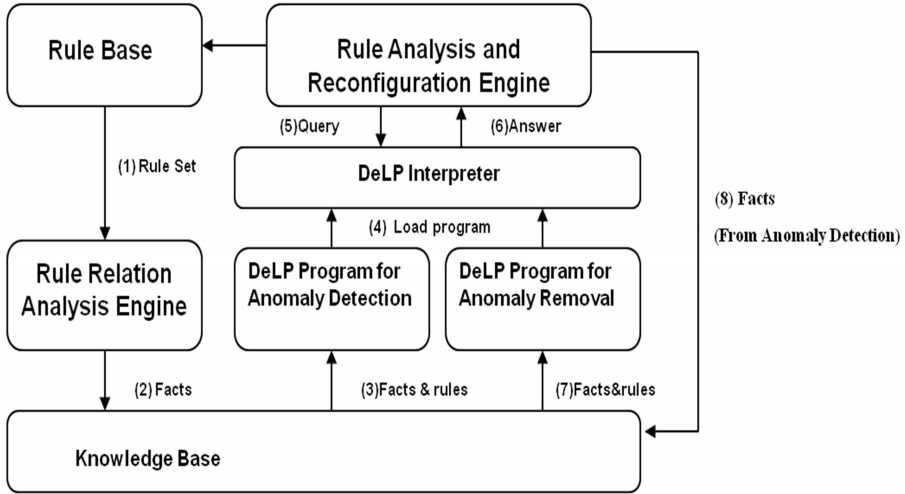 Rule Base
Rule Analysis and
Reconfiguration Engine
(5)Query
(6)Answer
(1) Rule Set
DeLP Interpreter
(8) Facts
(From Anomaly Detection)
(4) Load program
Rule Relation
Analysis Engine
DeLP Program for
Anomaly Detection
DeLP Program for
Anomaly Removal
(2) Facts
(3)Facts & rules
(7)Facts&rules
Knowledge Base